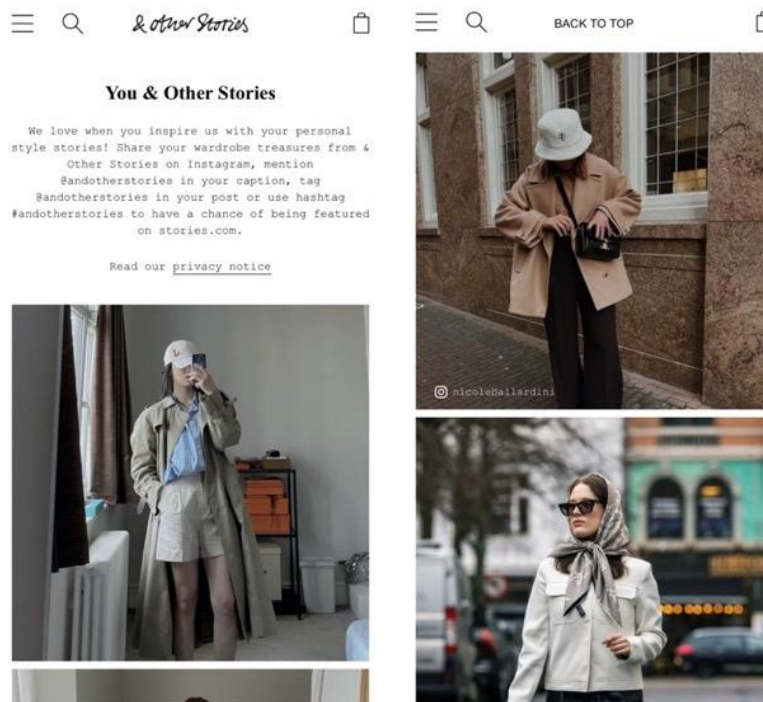 & other Stories
You & Other Stories
We love when you inspire us with your personal
style stories! Share your wardrobe treasures from &
Other Stories on Instagram, mention
@andotherstories in your caption, tag
@andotherstories in your post or use hashtag
#andotherstories to have a chance of being featured
on stories.com.
Read our privacy notice
BACK TO TOP
nicoleballardini